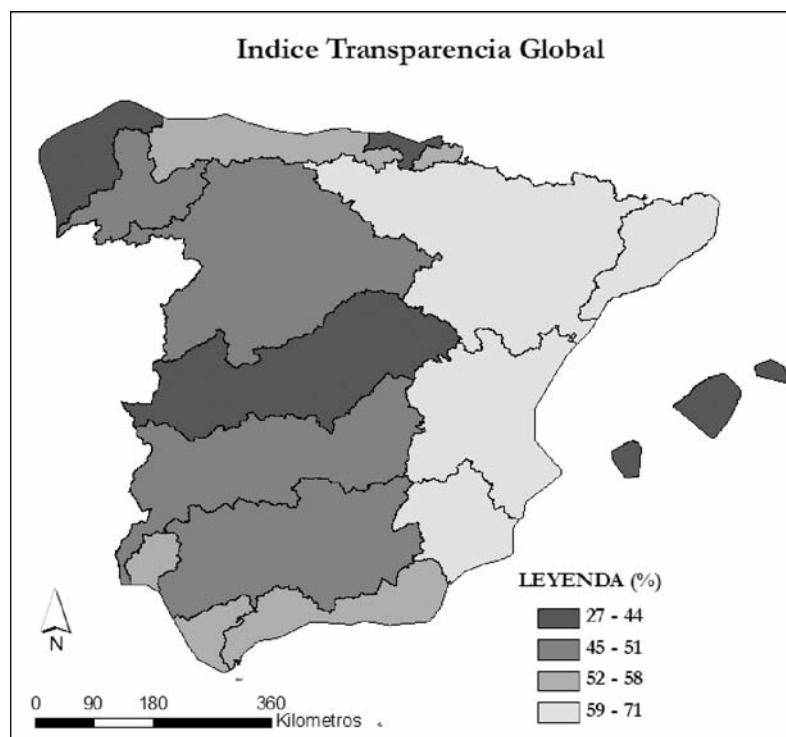 Indice Transparencia Global
LEYENDA (%)
27 - 44
45 - 51
52 - 58
59 - 71
N
0 90 180 360
Kilometros